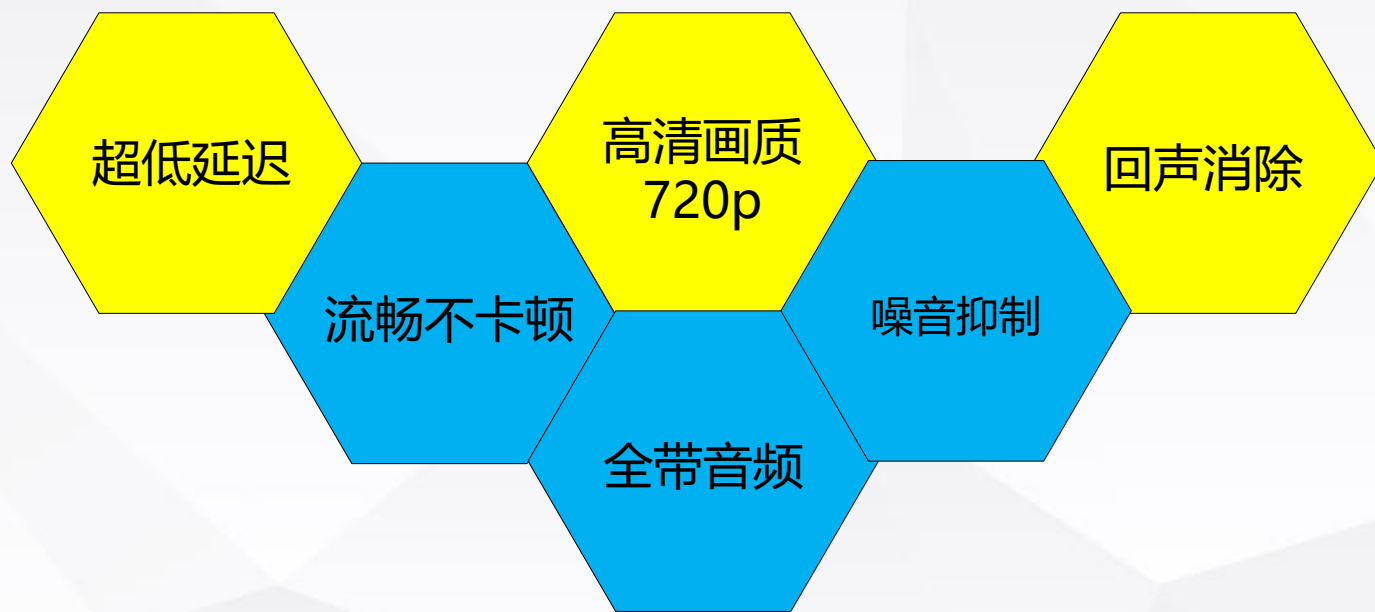 超低延迟
高清画质
720p
回声消除
流畅不卡顿
噪音抑制
全带音频